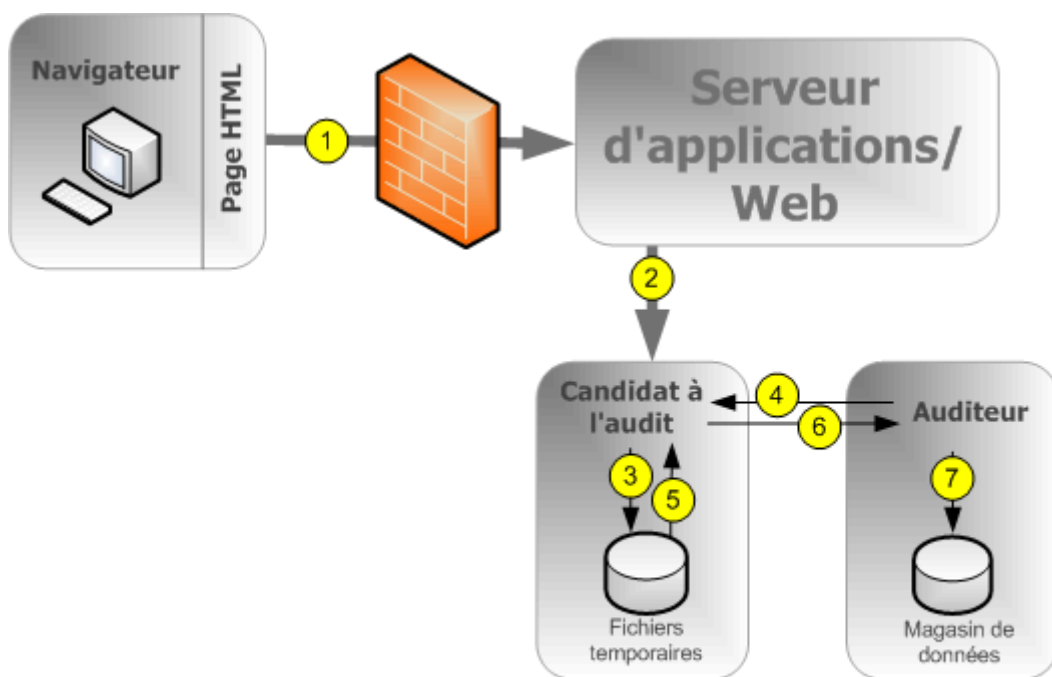 Navigateur
Page HTML
1
Serveur
d'applications/
Web
2
Candidat à
l'audit
4
6
Auditeur
3
5
7
Fichiers
temporaires
Magasin de
données